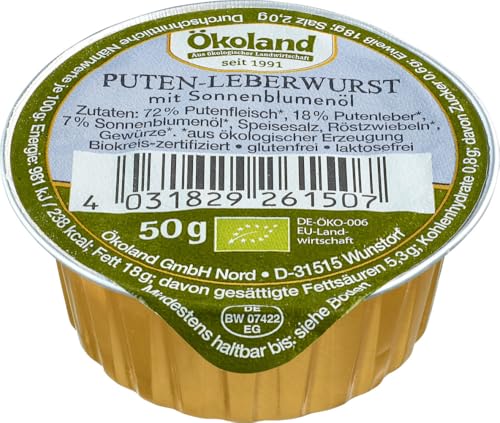 Ökoland
Aus ökologischer Landwirtschaft
seit 1991
PUTEN-LEBERWURST
mit Sonnenblumenöl
Zutaten: 72% Putenfleisch*, 18% Putenleber*,
7% Sonnenblumenöl*, Speisesalz, Röstzwiebeln*,
Gewürze*. *aus ökologischer Erzeugung
Biokreis-zertifiziert • glutenfrei • laktosefrei
4 031829 261507
50g
DE-ÖKO-006
EU-Land-
wirtschaft
Ökoland GmbH Nord • D-31515 Wunstorf
Durchschnittliche Nährwerte je 100g: Energie: 981 kJ / 238 kcal; Fett 18g; davon gesättigte Fettsäuren 5,3g; Kohlenhydrate 0,8g; davon Zucker 0,6g; Eiweiß 18g; Salz 2,0g
Mindestens haltbar bis: siehe Boden
DE
BW 07422
EG